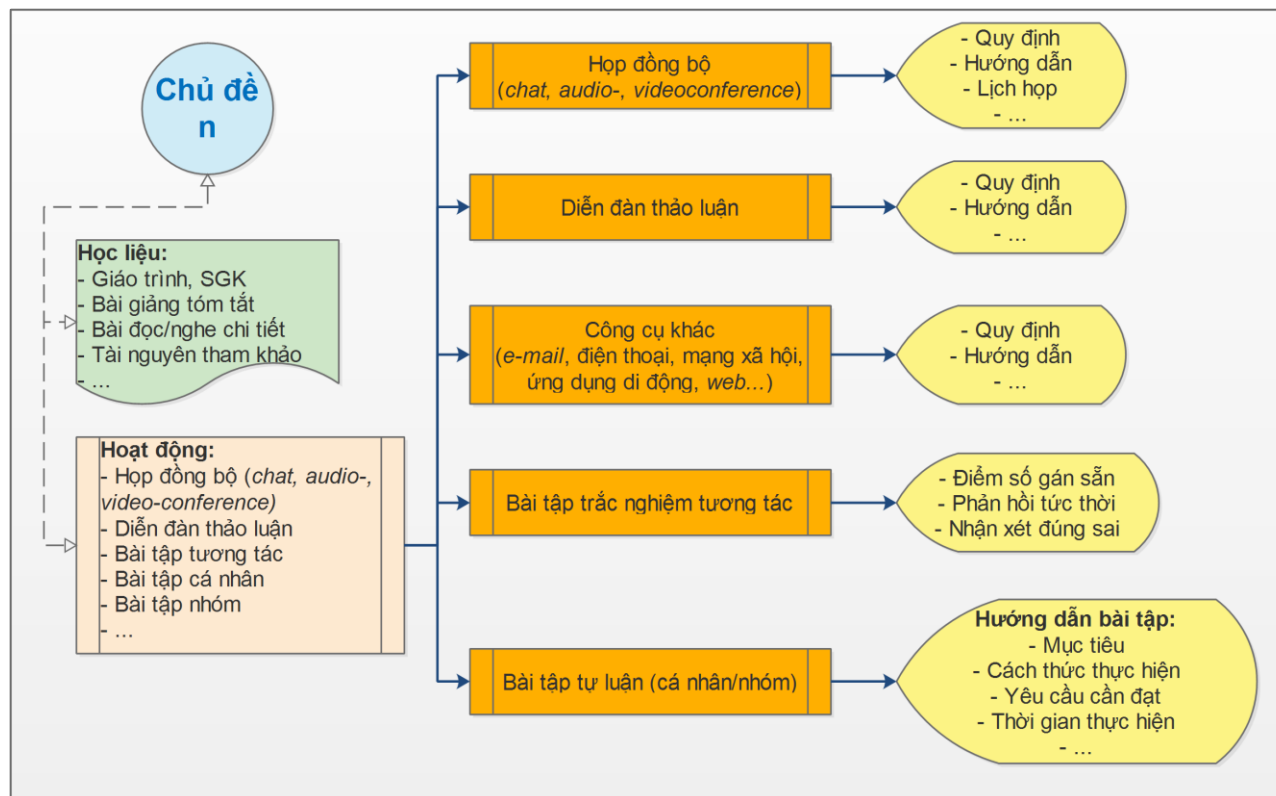 Chủ đề
n
Học liệu:
- Giáo trình, SGK
- Bài giảng tóm tắt
- Bài đọc/nghe chi tiết
- Tài nguyên tham khảo
- ...
Hoạt động:
- Họp đồng bộ (chat, audio-,
video-conference)
- Diễn đàn thảo luận
- Bài tập tương tác
- Bài tập cá nhân
- Bài tập nhóm
- ...
Họp đồng bộ
(chat, audio-, videoconference)
- Quy định
- Hướng dẫn
- Lịch họp
- ...
Diễn đàn thảo luận
- Quy định
- Hướng dẫn
- ...
Công cụ khác
(e-mail, điện thoại, mạng xã hội,
ứng dụng di động, web...)
- Quy định
- Hướng dẫn
- ...
Bài tập trắc nghiệm tương tác
- Điểm số gán sẵn
- Phản hồi tức thời
- Nhận xét đúng sai
Bài tập tự luận (cá nhân/nhóm)
Hướng dẫn bài tập:
- Mục tiêu
- Cách thức thực hiện
- Yêu cầu cần đạt
- Thời gian thực hiện
- ...